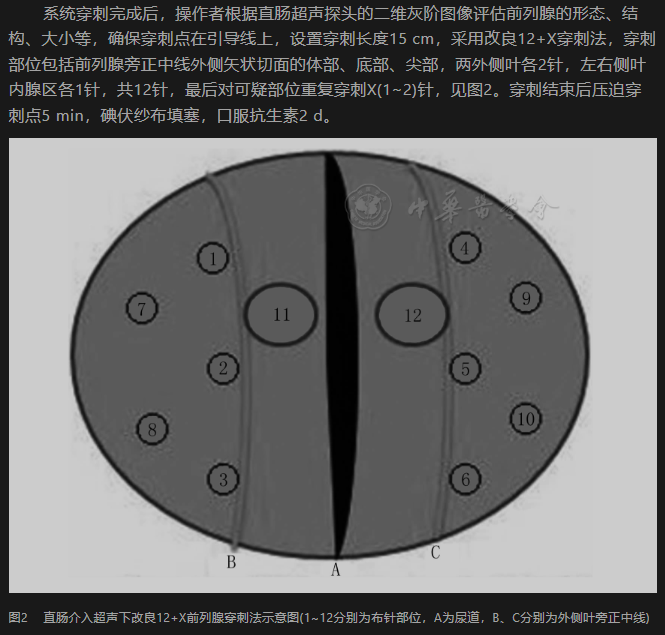 系统穿刺完成后，操作者根据直肠超声探头的二维灰阶图像评估前列腺的形态、结
构、大小等，确保穿刺点在引导线上，设置穿刺长度15 cm，采用改良12+X穿刺法，穿刺
部位包括前列腺旁正中线外侧矢状切面的体部、底部、尖部，两外侧叶各2针，左右侧叶
内腺区各1针，共12针，最后对可疑部位重复穿刺X(1~2)针，见图2。穿刺结束后压迫穿
刺点5 min，碘伏纱布填塞，口服抗生素2 d。
中华医学会
1
4
7
9
11
12
2
5
8
10
3
6
B
A
C
图2 直肠介入超声下改良12+X前列腺穿刺法示意图(1~12分别为布针部位，A为尿道，B、C分别为外侧叶旁正中线)